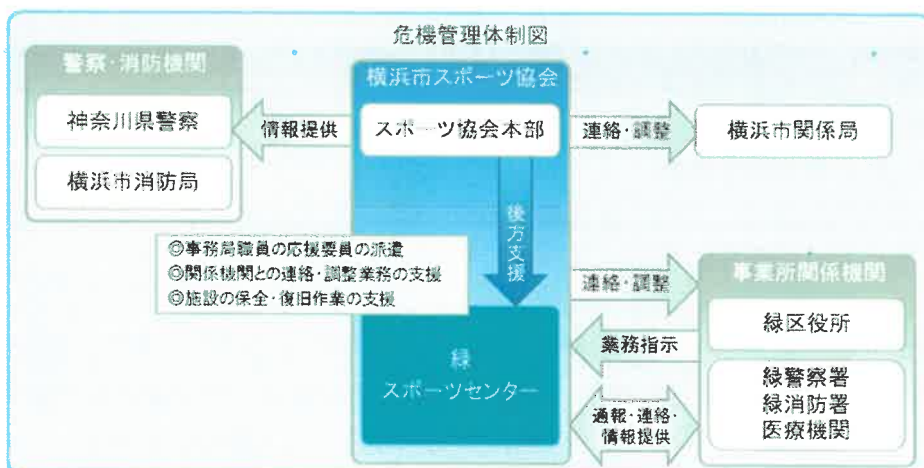 危機管理体制図
警察・消防機関
神奈川県警察
横浜市消防局
情報提供
横浜市スポーツ協会
スポーツ協会本部
連絡・調整
横浜市関係局
後方支援
◎事務局職員の応援委員の派遣
◎関係機関との連絡・調整業務の支援
◎施設の保全・復旧作業の支援
緑
スポーツセンター
連絡・調整
業務指示
通報・連絡・
情報提供
事業所関係機関
緑区役所
緑警察署
緑消防署
医療機関